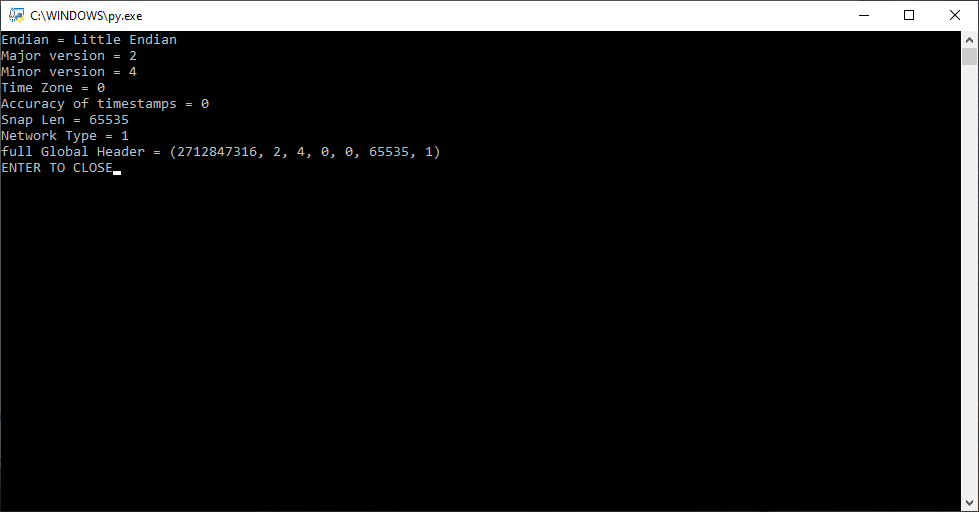 C:\WINDOWS\py.exe
Endian = Little Endian
Major version = 2
Minor version = 4
Time Zone = 0
Accuracy of timestamps = 0
Snap Len = 65535
Network Type = 1
full Global Header = (2712847316, 2, 4, 0, 0, 65535, 1)
ENTER TO CLOSE